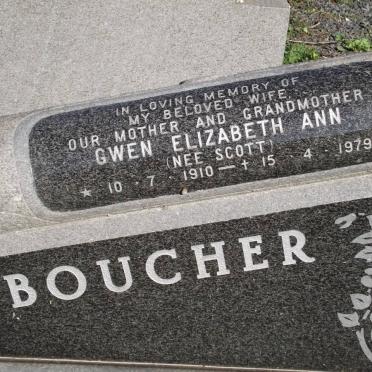 IN LOVING MEMORY OF
MY BELOVED WIFE
OUR MOTHER AND GRANDMOTHER
GWEN ELIZABETH ANN
(NEE SCOTT)
★ 10 · 7 · 1910 — ✝ 15 · 4 · 1979
BOUCHER